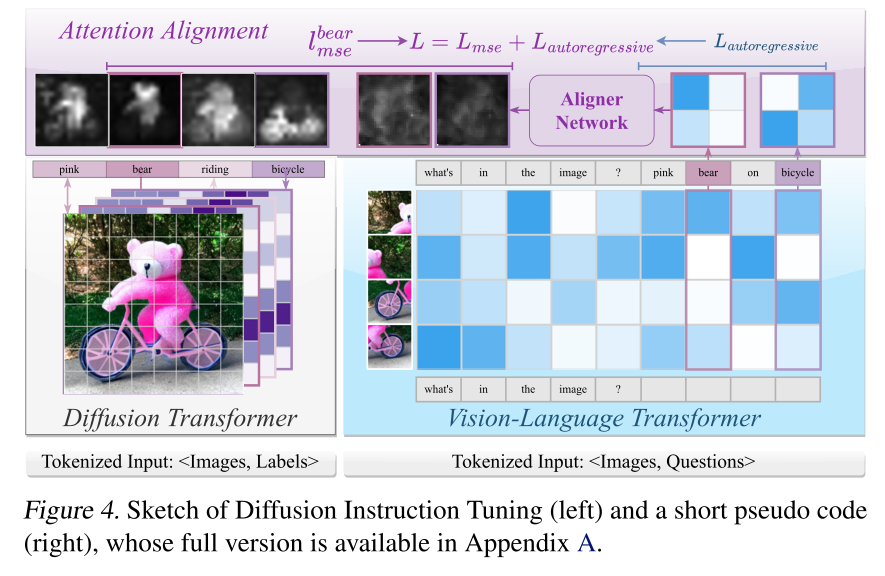 Attention Alignment
l_{mse}^{bear} → L = L_{mse} + L_{autoregressive} ← L_{autoregressive}
Aligner
Network
pink bear riding bicycle
what's in the image ? pink bear on bicycle
what's in the image ?
Diffusion Transformer
Vision-Language Transformer
Tokenized Input: <Images, Labels>
Tokenized Input: <Images, Questions>
Figure 4. Sketch of Diffusion Instruction Tuning (left) and a short pseudo code
(right), whose full version is available in Appendix A.